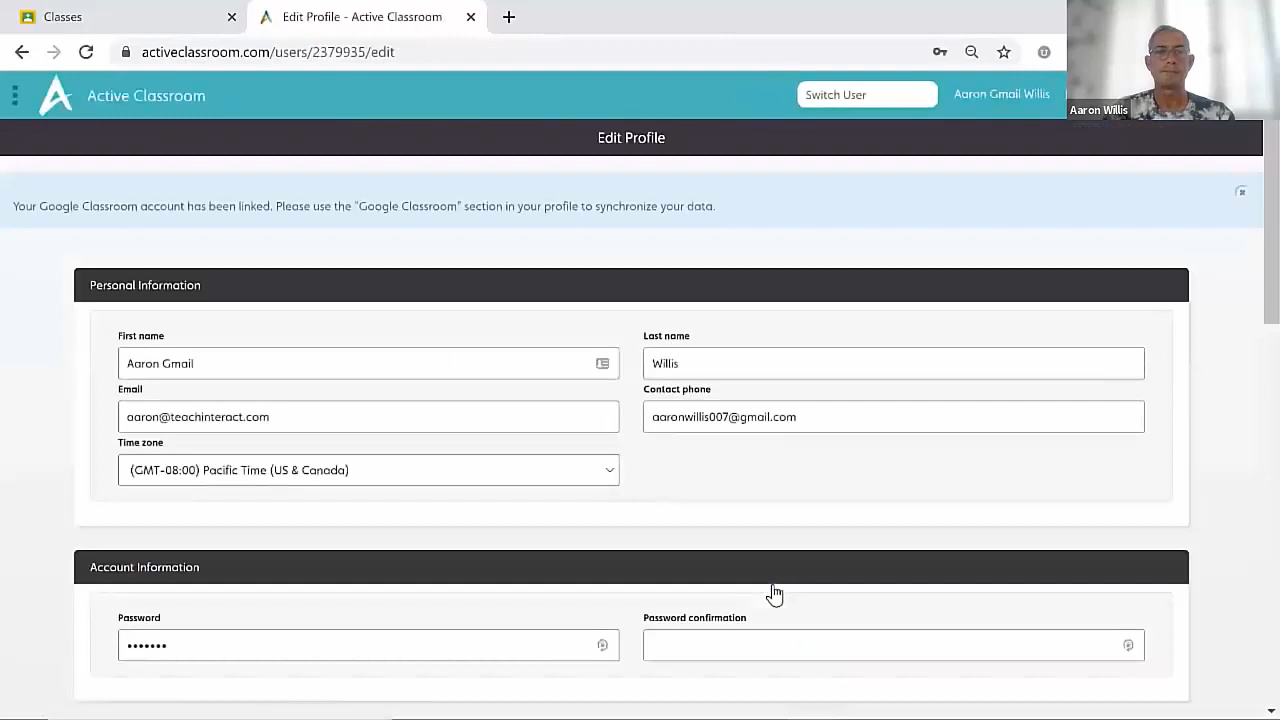 Classes
Edit Profile - Active Classroom
activeclassroom.com/users/2379935/edit
Active Classroom
Switch User
Aaron Gmail Willis
Aaron Willis
Edit Profile
Your Google Classroom account has been linked. Please use the "Google Classroom" section in your profile to synchronize your data.
Personal Information
First name
Last name
Aaron Gmail
Willis
Email
Contact phone
aaron@teachinteract.com
aaronwillis007@gmail.com
Time zone
(GMT-08:00) Pacific Time (US & Canada)
Account Information
Password
Password confirmation
•••••••